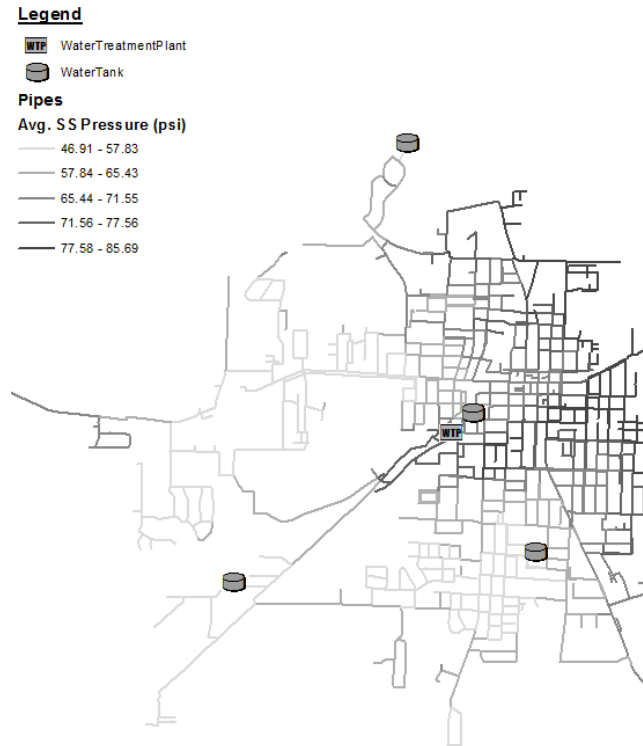 Legend
WTP WaterTreatmentPlant
WaterTank
Pipes
Avg. SS Pressure (psi)
46.91 - 57.83
57.84 - 65.43
65.44 - 71.55
71.56 - 77.56
77.58 - 85.69
WTP